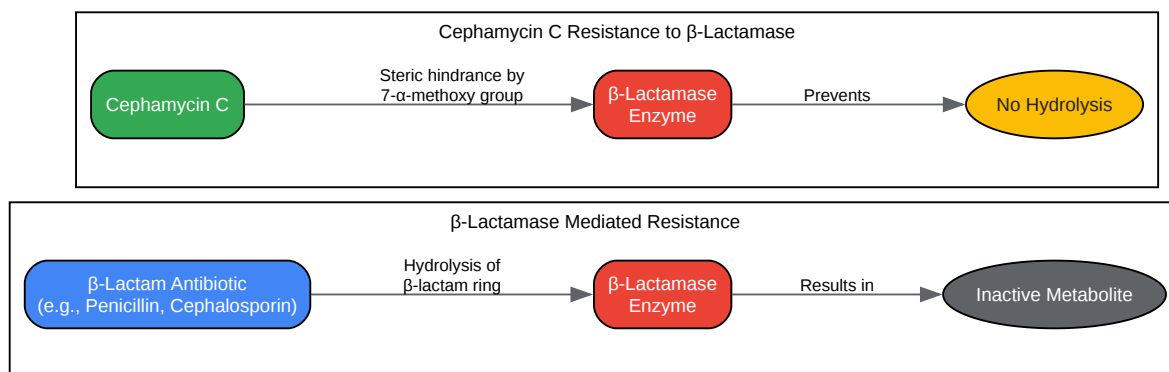 Cephamycin C Resistance to β-Lactamase
Cephamycin C
Steric hindrance by
7-α-methoxy group
β-Lactamase
Enzyme
Prevents
No Hydrolysis
β-Lactamase Mediated Resistance
β-Lactam Antibiotic
(e.g., Penicillin, Cephalosporin)
Hydrolysis of
β-lactam ring
β-Lactamase
Enzyme
Results in
Inactive Metabolite